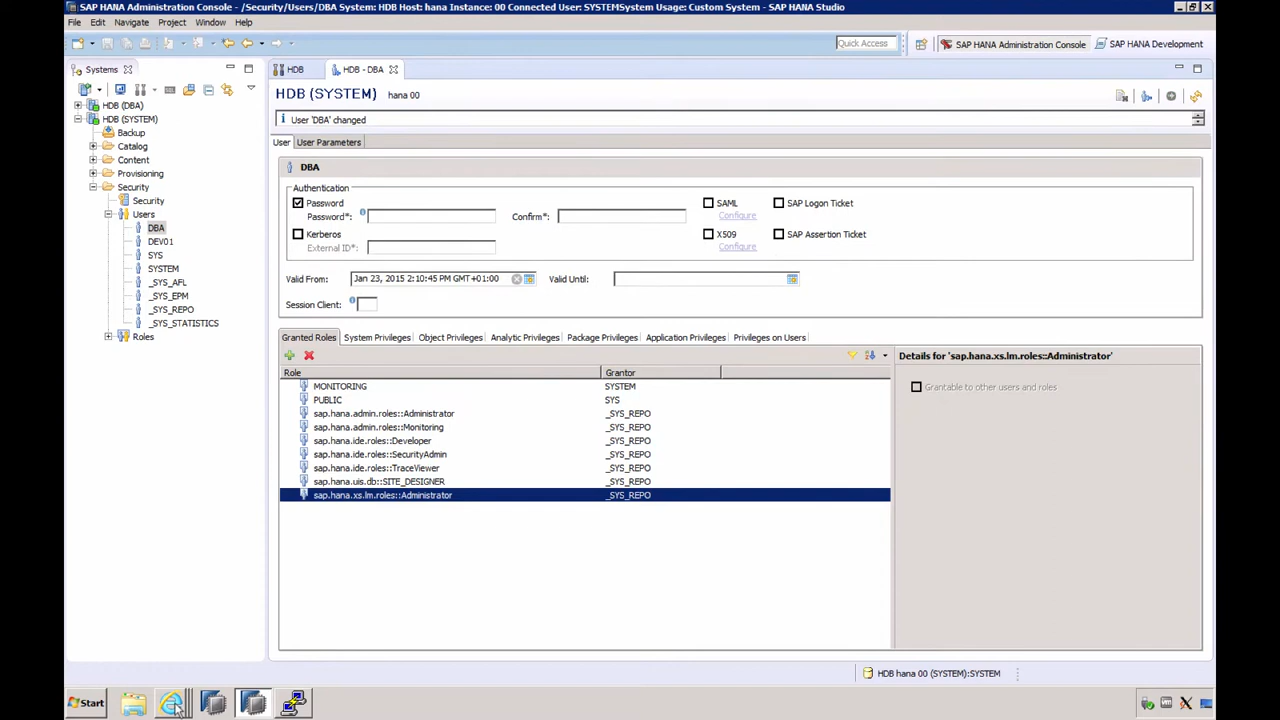 SAP HANA Administration Console - /Security/Users/DBA System: HDB Host: hana Instance: 00 Connected User: SYSTEMSystem Usage: Custom System - SAP HANA Studio
File Edit Navigate Project Window Help
Quick Access SAP HANA Administration Console SAP HANA Development
Systems
HDB (DBA)
HDB (SYSTEM)
Backup
Catalog
Content
Provisioning
Security
Security
Users
DBA
DEV01
SYS
SYSTEM
_SYS_AFL
_SYS_EPM
_SYS_REPO
_SYS_STATISTICS
Roles
HDB HDB - DBA
HDB (SYSTEM) hana 00
User 'DBA' changed
User User Parameters
DBA
Authentication
Password SAML SAP Logon Ticket
Password*: Confirm*: Configure
Kerberos X509 SAP Assertion Ticket
External ID*: Configure
Valid From: Jan 23, 2015 2:10:45 PM GMT+01:00 Valid Until:
Session Client:
Granted Roles System Privileges Object Privileges Analytic Privileges Package Privileges Application Privileges Privileges on Users
Role Grantor
MONITORING SYSTEM
PUBLIC SYS
sap.hana.admin.roles::Administrator _SYS_REPO
sap.hana.admin.roles::Monitoring _SYS_REPO
sap.hana.ide.roles::Developer _SYS_REPO
sap.hana.ide.roles::SecurityAdmin _SYS_REPO
sap.hana.ide.roles::TraceViewer _SYS_REPO
sap.hana.uis.db::SITE_DESIGNER _SYS_REPO
sap.hana.xs.lm.roles::Administrator _SYS_REPO
Details for 'sap.hana.xs.lm.roles::Administrator'
Grantable to other users and roles
HDB hana 00 (SYSTEM):SYSTEM
Start